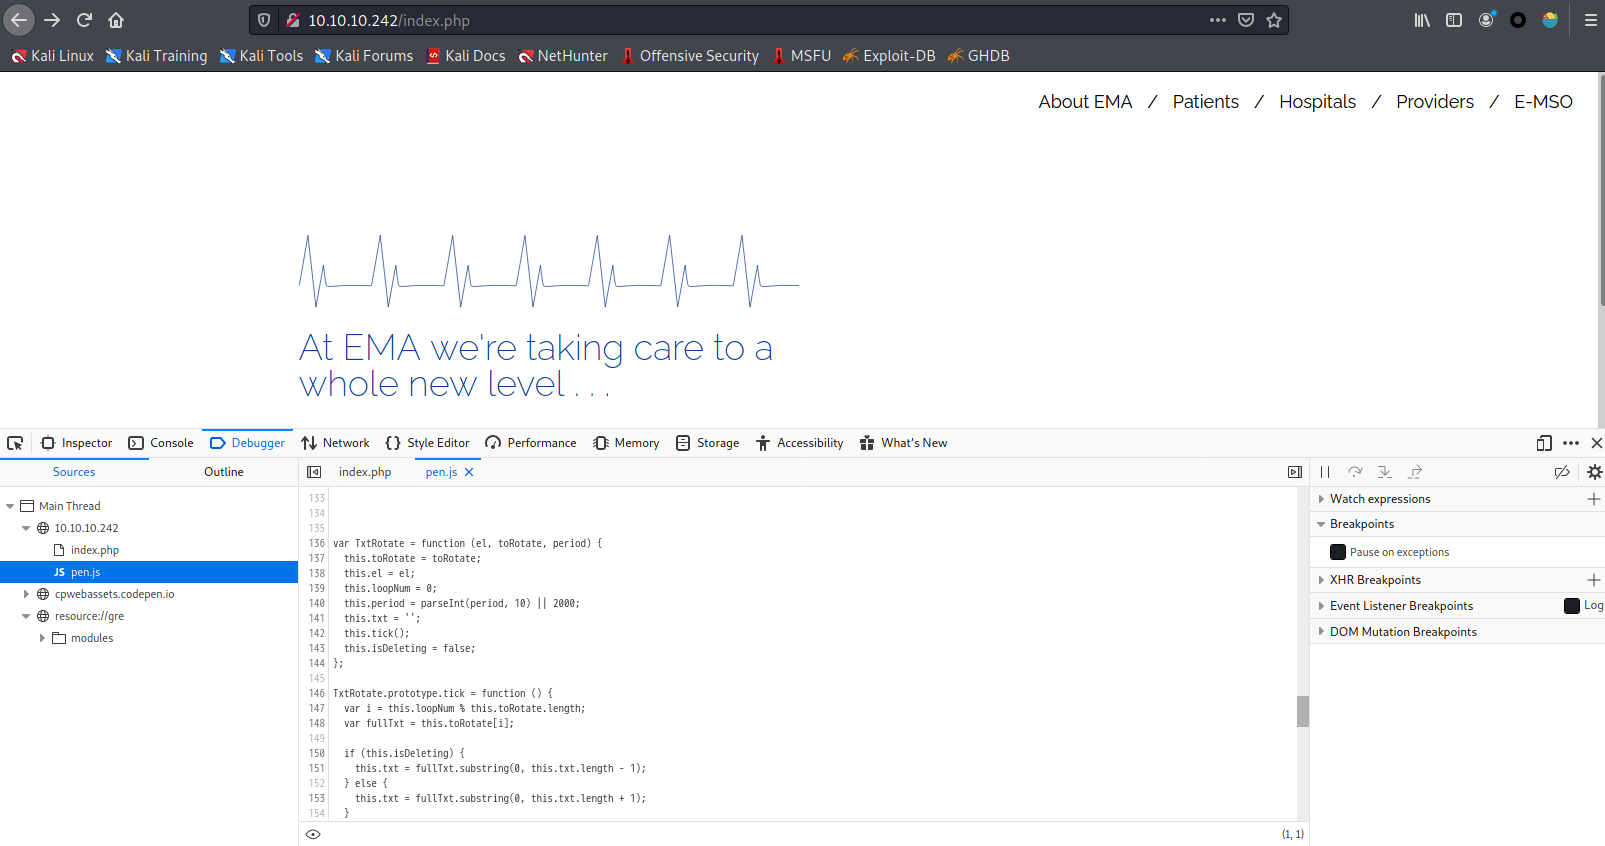 10.10.10.242/index.php
Kali Linux Kali Training Kali Tools Kali Forums Kali Docs NetHunter Offensive Security MSFU Exploit-DB GHDB
About EMA / Patients / Hospitals / Providers / E-MSO
At EMA we're taking care to a
whole new level . . .
Inspector Console Debugger Network Style Editor Performance Memory Storage Accessibility What's New
Sources Outline
index.php pen.js
Main Thread
10.10.10.242
index.php
JS pen.js
cpwebassets.codepen.io
resource://gre
modules
133
134
135
136 var TxtRotate = function (el, toRotate, period) {
137   this.toRotate = toRotate;
138   this.el = el;
139   this.loopNum = 0;
140   this.period = parseInt(period, 10) || 2000;
141   this.txt = '';
142   this.tick();
143   this.isDeleting = false;
144 };
145
146 TxtRotate.prototype.tick = function () {
147   var i = this.loopNum % this.toRotate.length;
148   var fullTxt = this.toRotate[i];
149
150   if (this.isDeleting) {
151     this.txt = fullTxt.substring(0, this.txt.length - 1);
152   } else {
153     this.txt = fullTxt.substring(0, this.txt.length + 1);
154   }
(1, 1)
Watch expressions
Breakpoints
Pause on exceptions
XHR Breakpoints
Event Listener Breakpoints Log
DOM Mutation Breakpoints